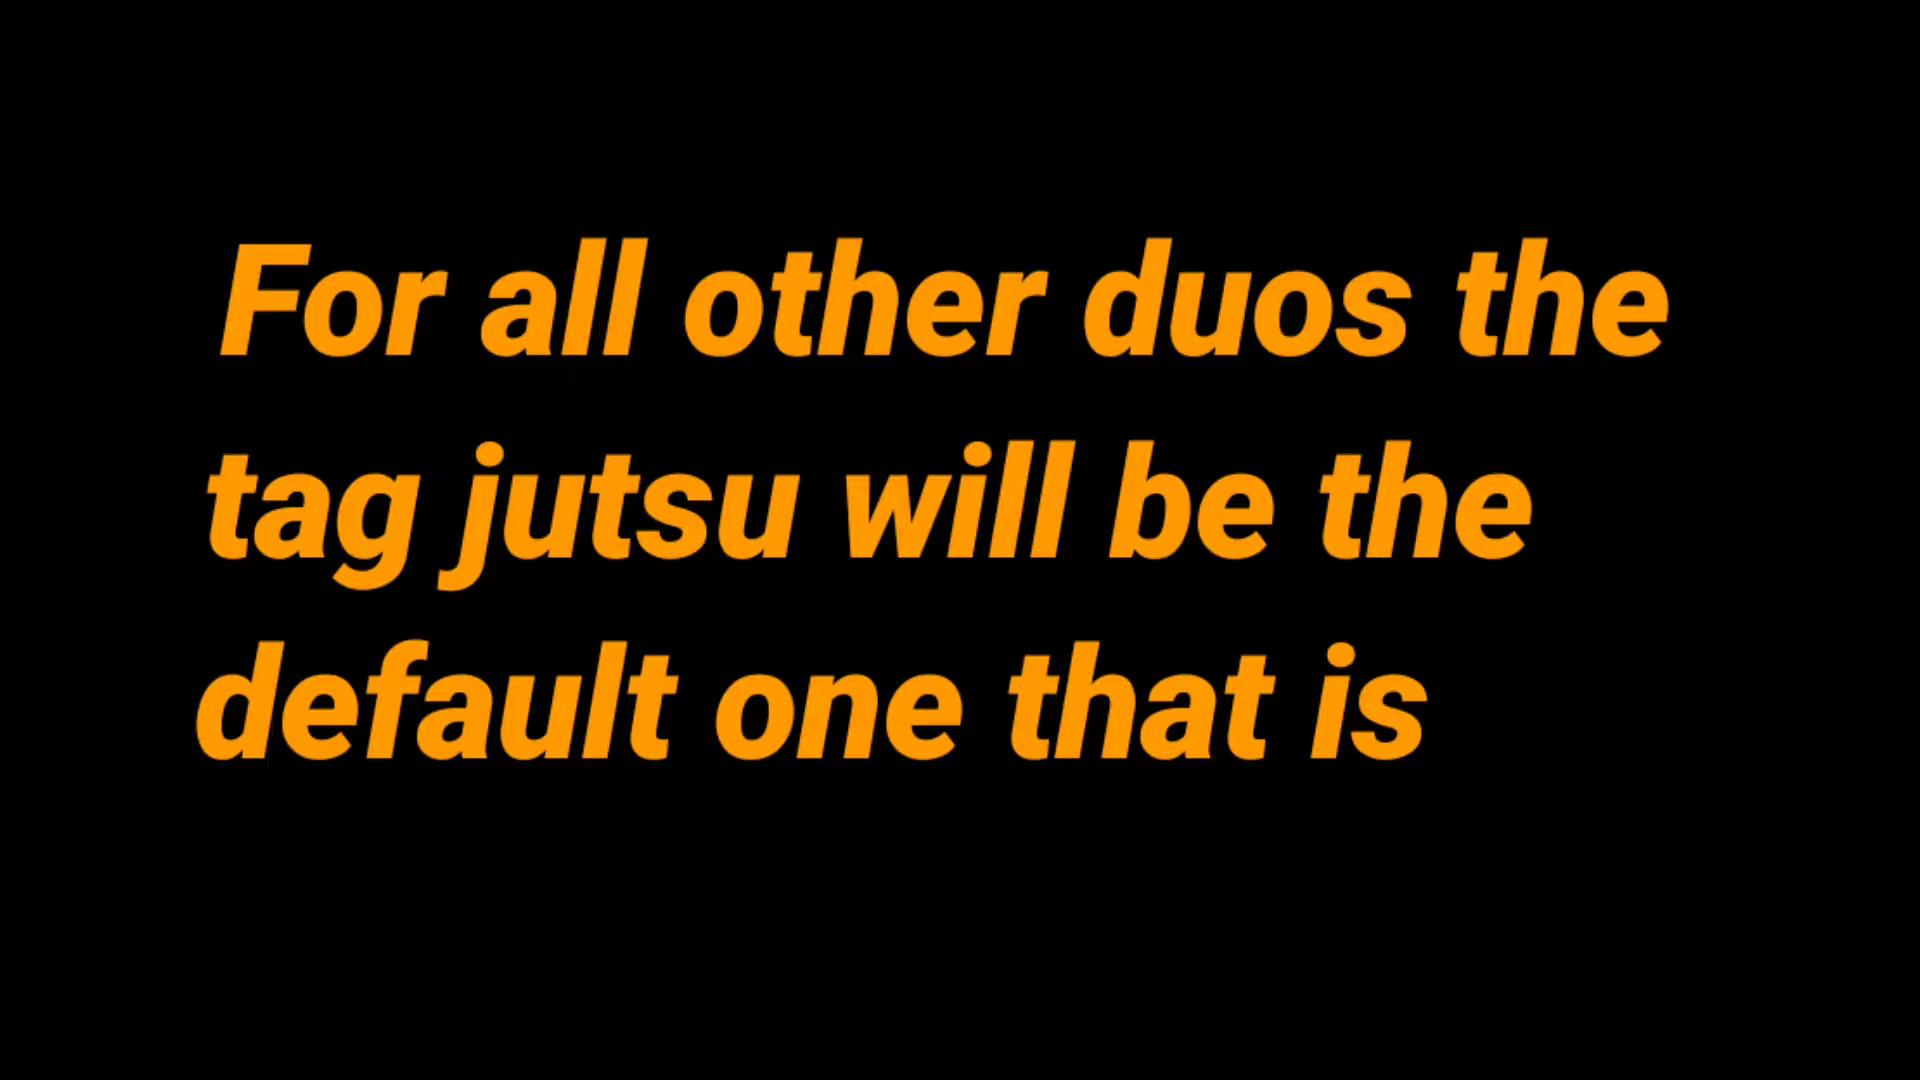 For all other duos the
tag jutsu will be the
default one that is